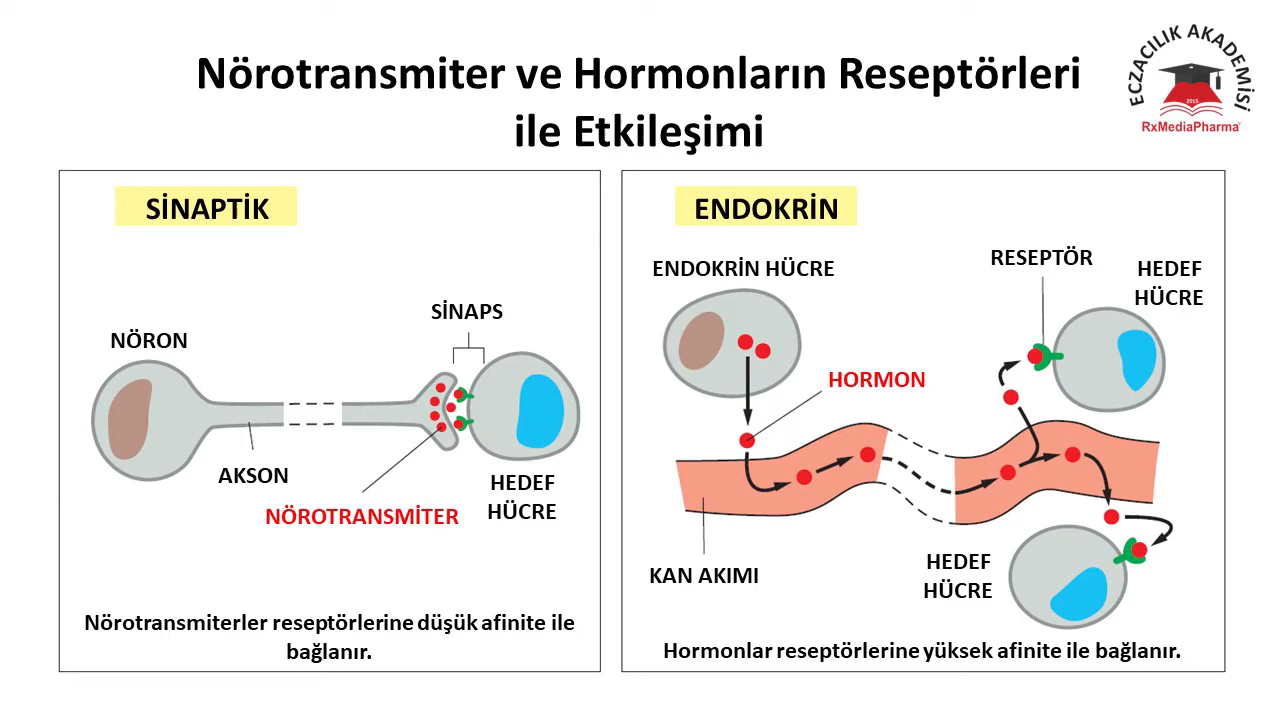 Nörotransmiter ve Hormonların Reseptörleri
ile Etkileşimi
ECZACILIK AKADEMİSİ
2015
RxMediaPharma®
SİNAPTİK
SİNAPS
NÖRON
AKSON
NÖROTRANSMİTER
HEDEF
HÜCRE
Nörotransmiterler reseptörlerine düşük afinite ile
bağlanır.
ENDOKRİN
ENDOKRİN HÜCRE
RESEPTÖR
HEDEF
HÜCRE
HORMON
KAN AKIMI
HEDEF
HÜCRE
Hormonlar reseptörlerine yüksek afinite ile bağlanır.